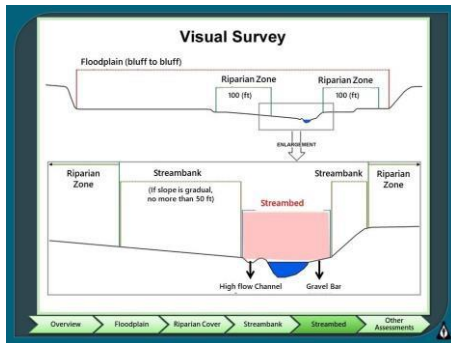 Visual Survey
Floodplain (bluff to bluff)
Riparian Zone
Riparian Zone
100 (ft)
100 (ft)
ENLARGEMENT
Riparian
Zone
Streambank
Streambank
Riparian
Zone
(If slope is gradual,
no more than 50 ft)
Streambed
High flow Channel
Gravel Bar
Overview
Floodplain
Riparian Cover
Streambank
Streambed
Other
Assessments